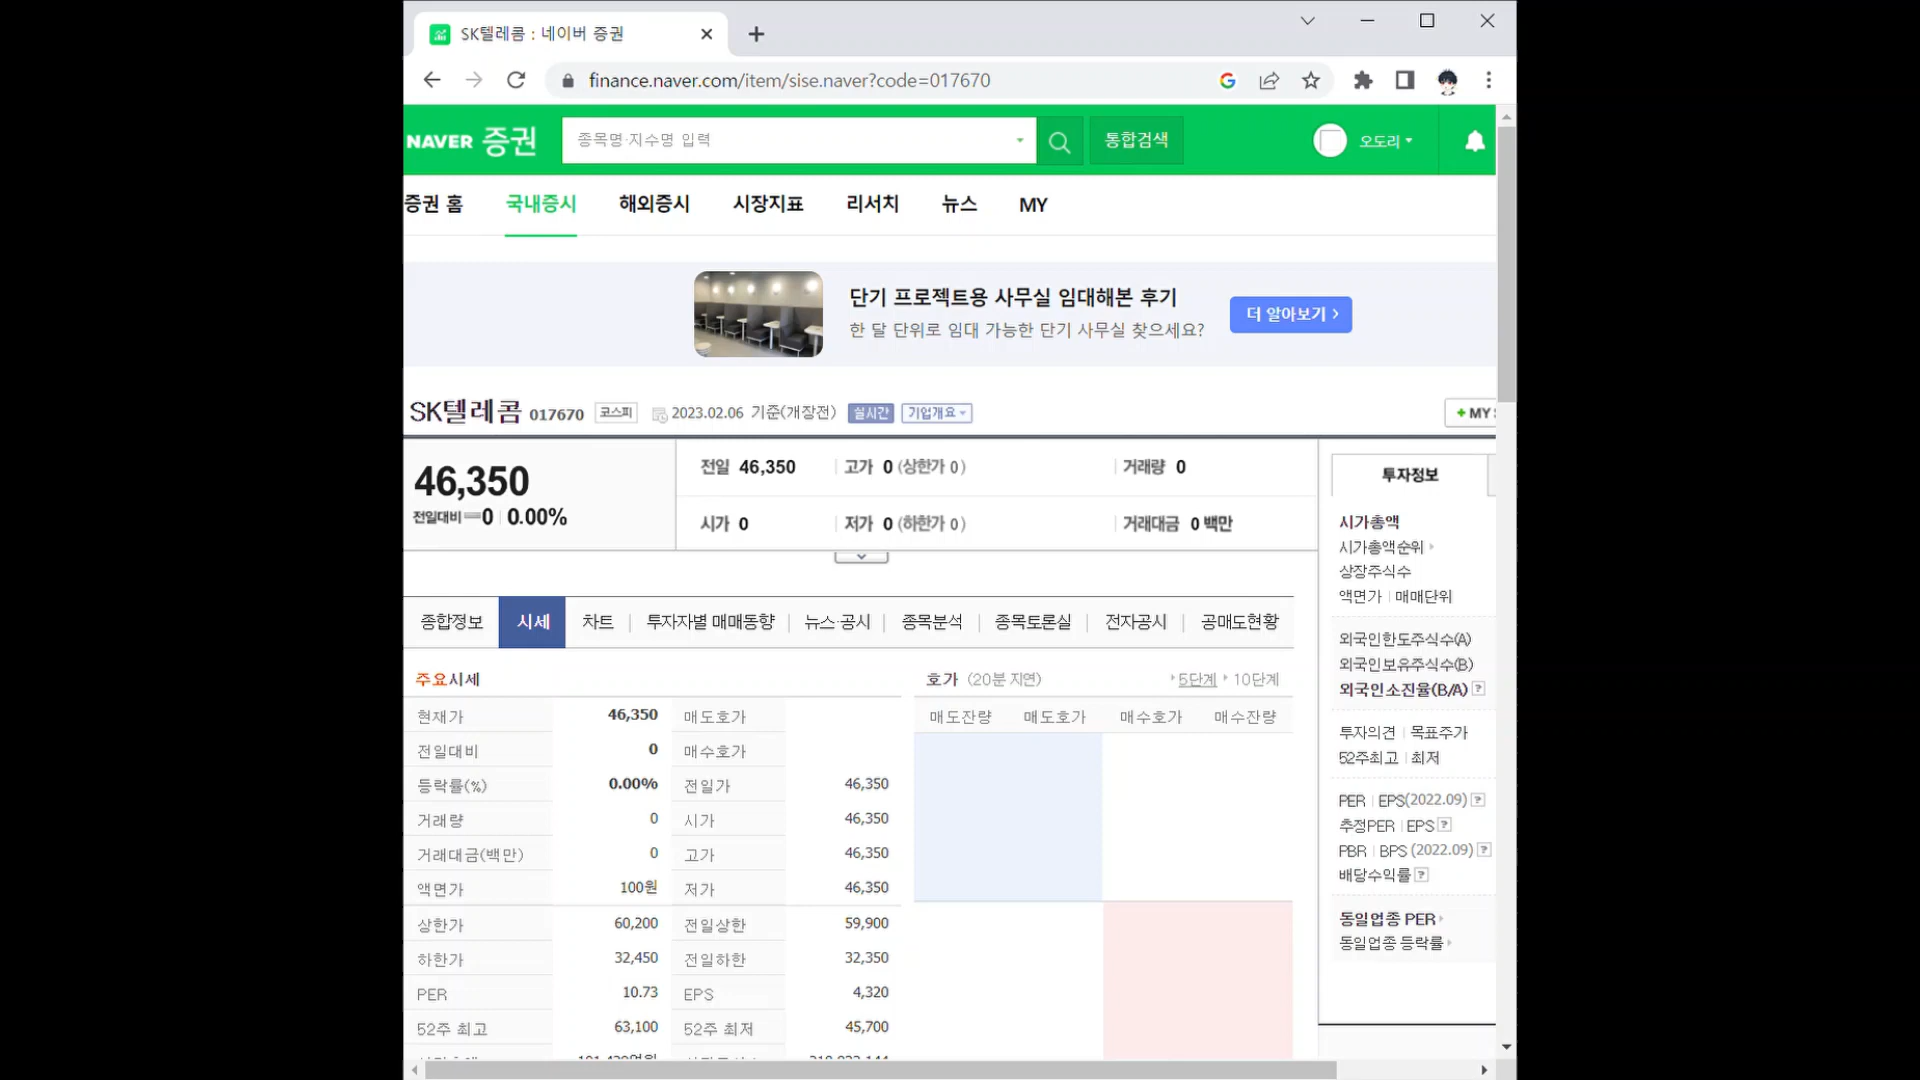 SK텔레콤 : 네이버 증권
finance.naver.com/item/sise.naver?code=017670
NAVER 증권
종목명·지수명 입력
통합검색
오도리
증권 홈 국내증시 해외증시 시장지표 리서치 뉴스 MY
단기 프로젝트용 사무실 임대해본 후기
한 달 단위로 임대 가능한 단기 사무실 찾으세요?
더 알아보기
SK텔레콤 017670 코스피 2023.02.06 기준(개장전) 실시간 기업개요
+ MY
46,350
전일대비 0 0.00%
전일 46,350 고가 0 (상한가 0) 거래량 0
시가 0 저가 0 (하한가 0) 거래대금 0 백만
종합정보 시세 차트 투자자별 매매동향 뉴스·공시 종목분석 종목토론실 전자공시 공매도현황
주요시세
현재가 46,350 매도호가
전일대비 0 매수호가
등락률(%) 0.00% 전일가 46,350
거래량 0 시가 46,350
거래대금(백만) 0 고가 46,350
액면가 100원 저가 46,350
상한가 60,200 전일상한 59,900
하한가 32,450 전일하한 32,350
PER 10.73 EPS 4,320
52주 최고 63,100 52주 최저 45,700
호가 (20분 지연) 5단계 10단계
매도잔량 매도호가 매수호가 매수잔량
투자정보
시가총액
시가총액순위
상장주식수
액면가 | 매매단위
외국인한도주식수(A)
외국인보유주식수(B)
외국인소진율(B/A) ?
투자의견 | 목표주가
52주최고 | 최저
PER | EPS(2022.09) ?
추정PER | EPS ?
PBR | BPS (2022.09) ?
배당수익률 ?
동일업종 PER
동일업종 등락률